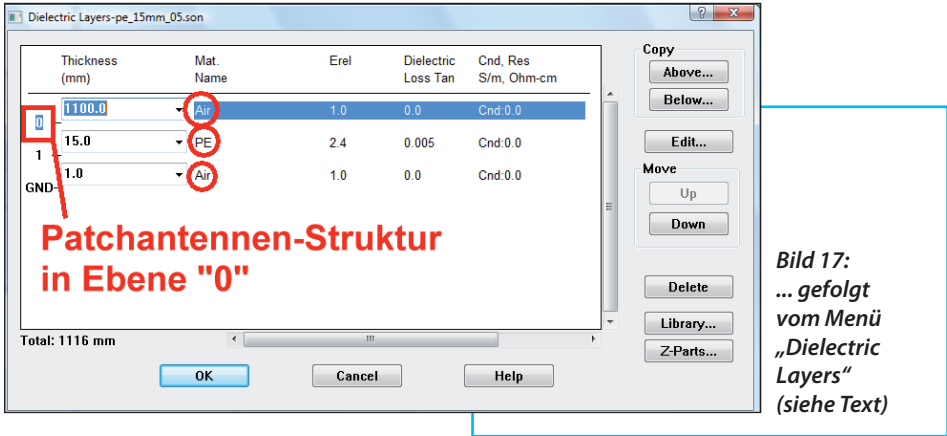 Dielectric Layers-pe_15mm_05.son
Thickness (mm) Mat. Name Erel Dielectric Loss Tan Cnd, Res S/m, Ohm-cm
1100.0 Air 1.0 0.0 Cnd:0.0
0
15.0 PE 2.4 0.005 Cnd:0.0
1
1.0 Air 1.0 0.0 Cnd:0.0
GND
Patchantennen-Struktur
in Ebene "0"
Total: 1116 mm
OK Cancel Help
Copy
Above...
Below...
Edit...
Move
Up
Down
Delete
Library...
Z-Parts...
Bild 17:
... gefolgt
vom Menü
„Dielectric
Layers“
(siehe Text)